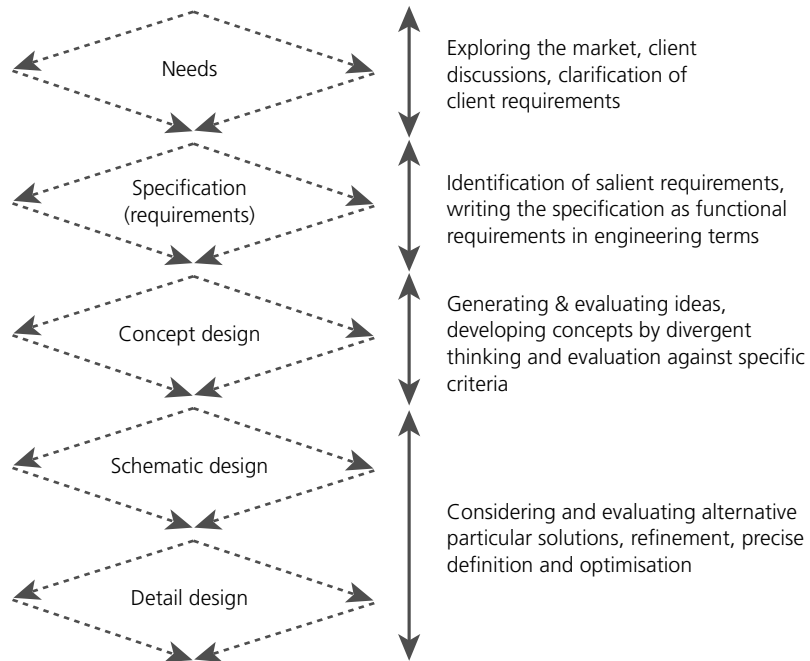 Needs
Exploring the market, client
discussions, clarification of
client requirements
Specification
(requirements)
Identification of salient requirements,
writing the specification as functional
requirements in engineering terms
Concept design
Generating & evaluating ideas,
developing concepts by divergent
thinking and evaluation against specific
criteria
Schematic design
Considering and evaluating alternative
particular solutions, refinement, precise
definition and optimisation
Detail design